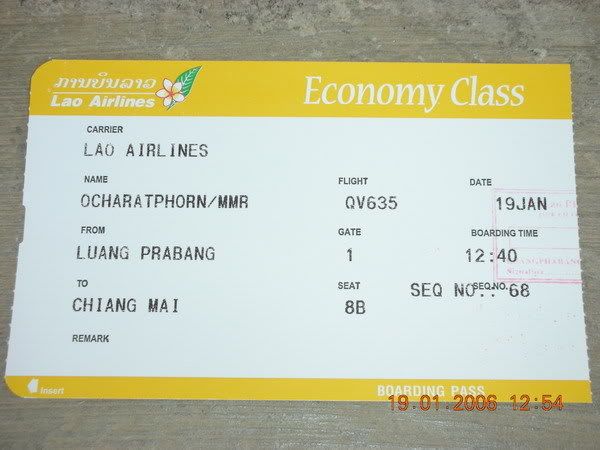 ການບິນລາວ
Lao Airlines
Economy Class
CARRIER
LAO AIRLINES
NAME FLIGHT DATE
OCHARATPHORN/MMR QV635 19JAN
FROM GATE BOARDING TIME
LUANG PRABANG 1 12:40
TO SEAT SEQ.NO.
CHIANG MAI 8B SEQ NO.: 68
REMARK
Insert
BOARDING PASS
19.01.2006 12:54